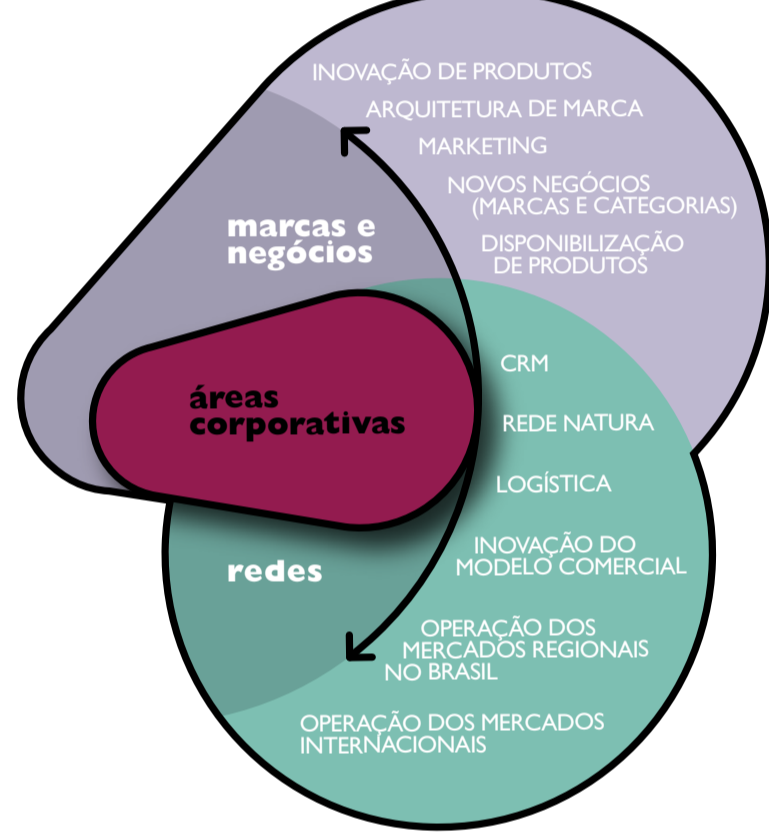 INOVAÇÃO DE PRODUTOS
ARQUITETURA DE MARCA
MARKETING
NOVOS NEGÓCIOS
(MARCAS E CATEGORIAS)
DISPONIBILIZAÇÃO
DE PRODUTOS
marcas e
negócios
CRM
REDE NATURA
LOGÍSTICA
INOVAÇÃO DO
MODELO COMERCIAL
OPERAÇÃO DOS
MERCADOS REGIONAIS
NO BRASIL
OPERAÇÃO DOS MERCADOS
INTERNACIONAIS
áreas
corporativas
redes